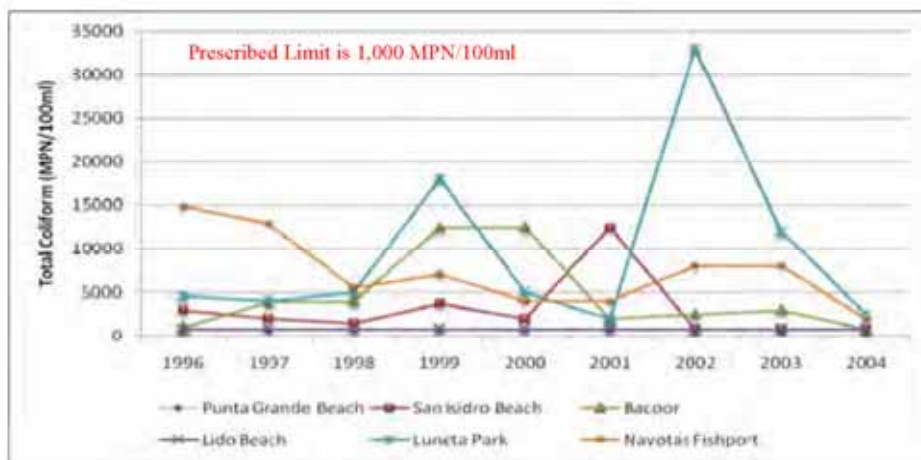 35000
Prescribed Limit is 1,000 MPN/100ml
30000
25000
20000
15000
10000
5000
0
Total Coliform (MPN/100ml)
1996 1997 1998 1999 2000 2001 2002 2003 2004
Punta Grande Beach San Isidro Beach Bacoor
Lido Beach Luneta Park Navotas Fishport